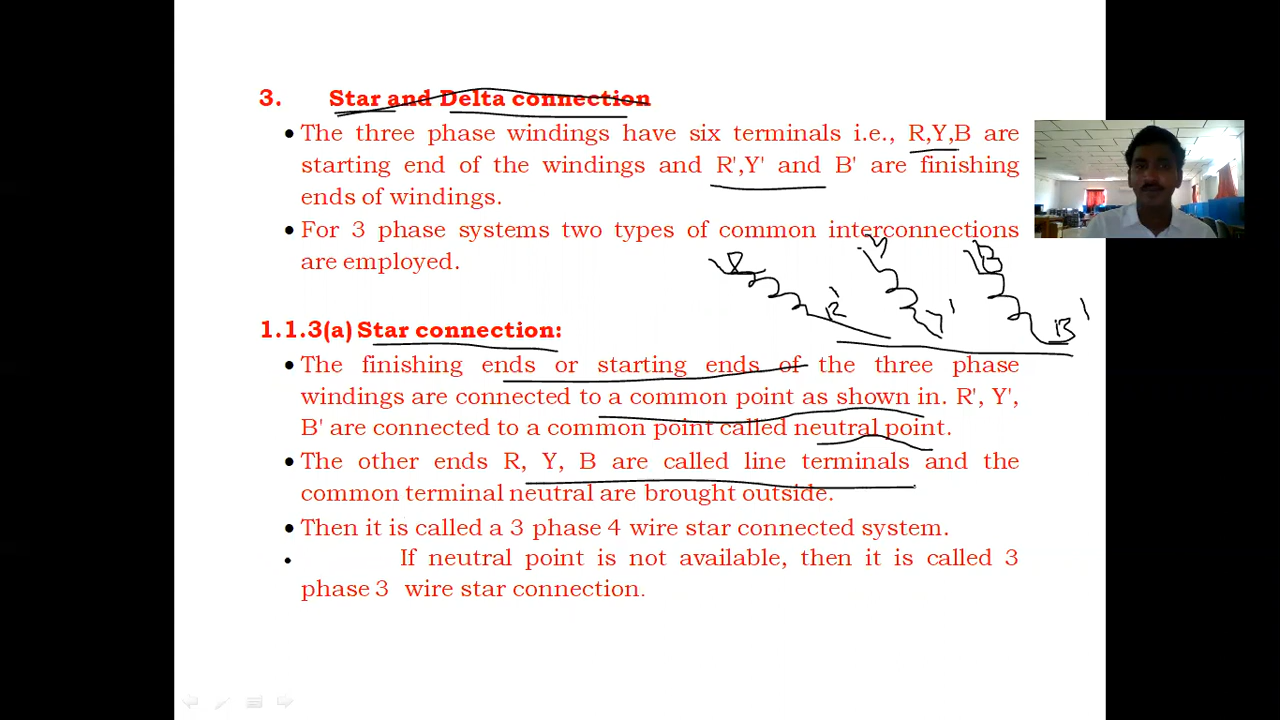 3. Star and Delta connection
• The three phase windings have six terminals i.e., R,Y,B are
starting end of the windings and R',Y' and B' are finishing
ends of windings.
• For 3 phase systems two types of common interconnections
are employed.
R Y B
R' Y' B'
1.1.3(a) Star connection:
• The finishing ends or starting ends of the three phase
windings are connected to a common point as shown in. R', Y',
B' are connected to a common point called neutral point.
• The other ends R, Y, B are called line terminals and the
common terminal neutral are brought outside.
• Then it is called a 3 phase 4 wire star connected system.
• If neutral point is not available, then it is called 3
phase 3 wire star connection.